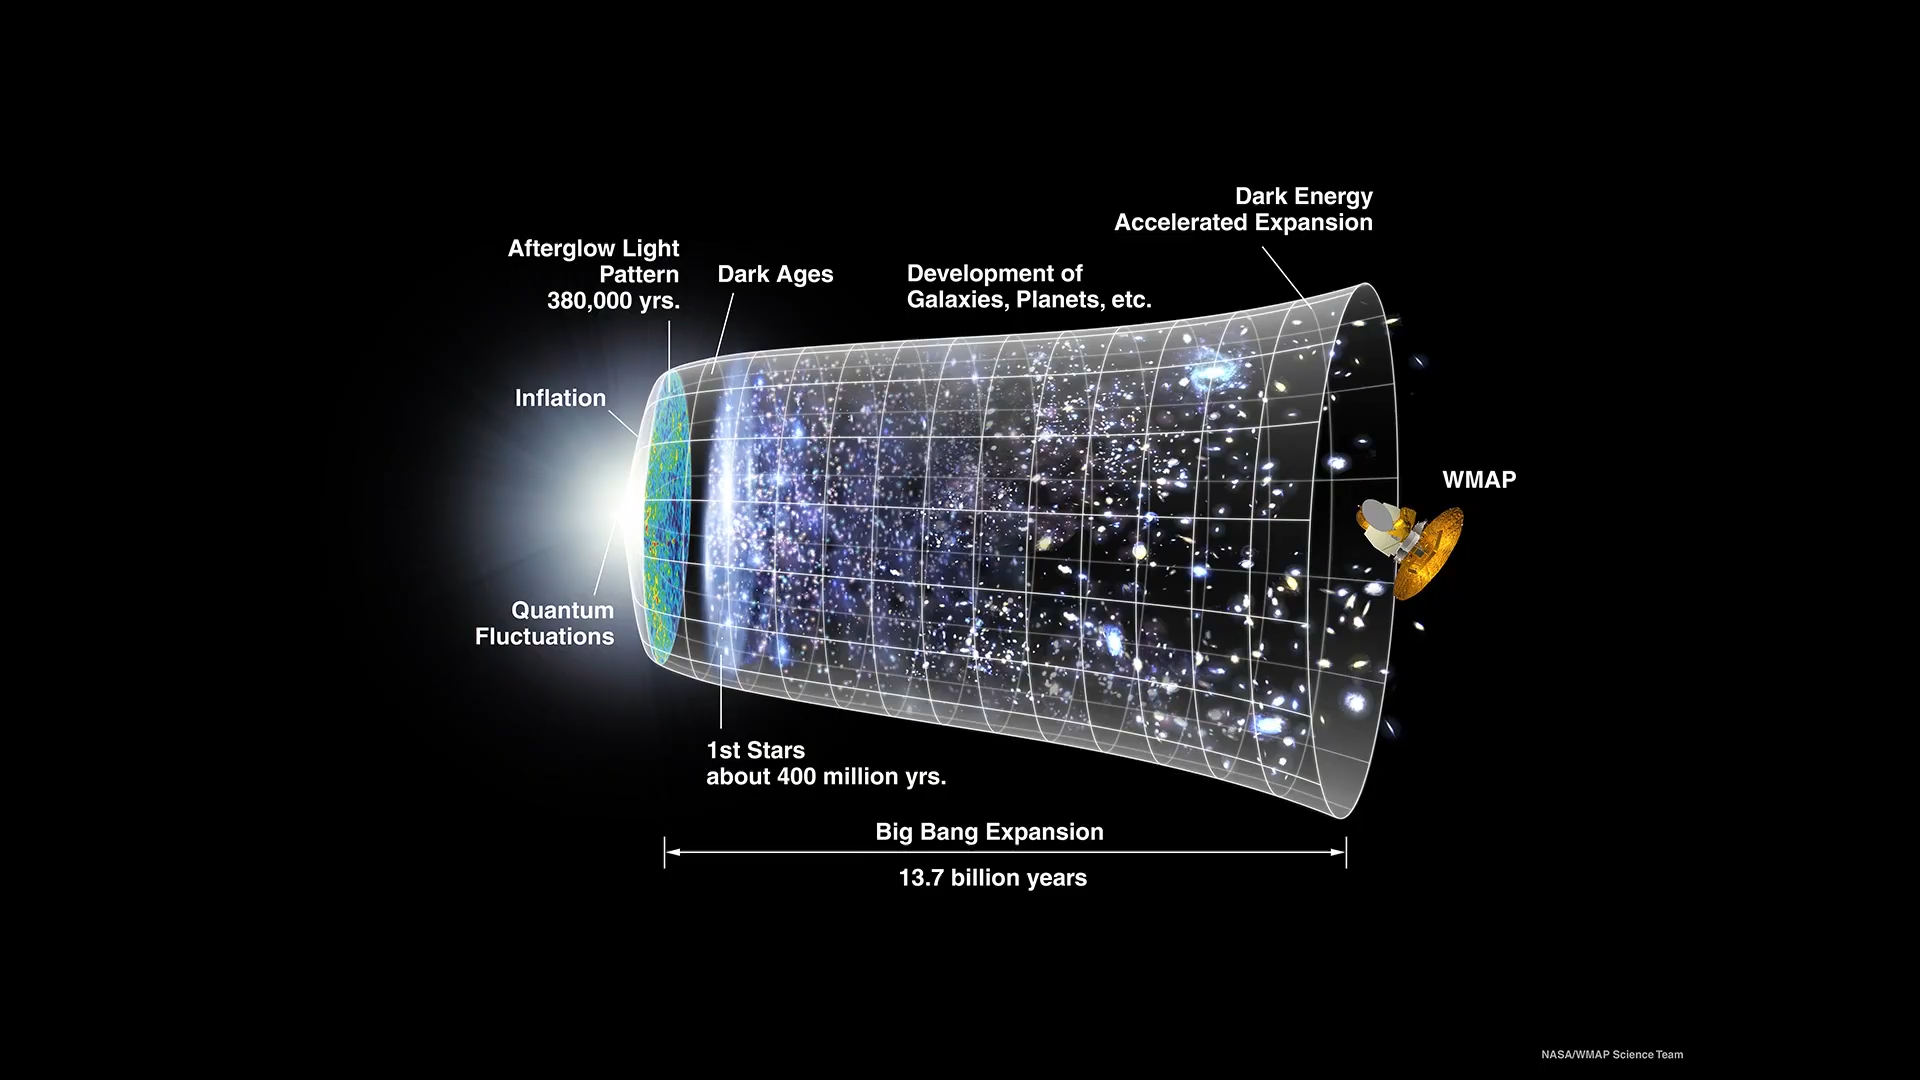 Dark Energy
Accelerated Expansion
Afterglow Light
Pattern
380,000 yrs.
Dark Ages
Development of
Galaxies, Planets, etc.
Inflation
WMAP
Quantum
Fluctuations
1st Stars
about 400 million yrs.
Big Bang Expansion
13.7 billion years
NASA/WMAP Science Team